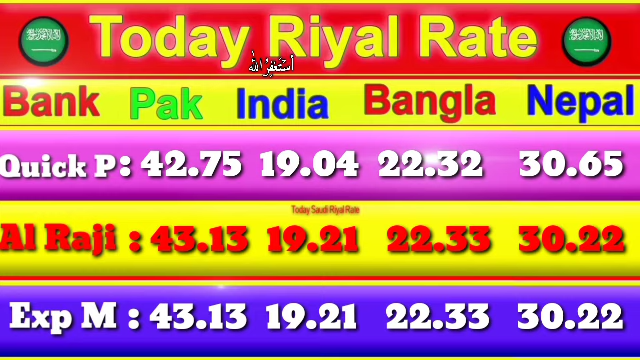 Today Riyal Rate
أستغفرالله
Bank Pak India Bangla Nepal
Quick P: 42.75 19.04 22.32 30.65
Today Saudi Riyal Rate
Al Raji : 43.13 19.21 22.33 30.22
Exp M : 43.13 19.21 22.33 30.22